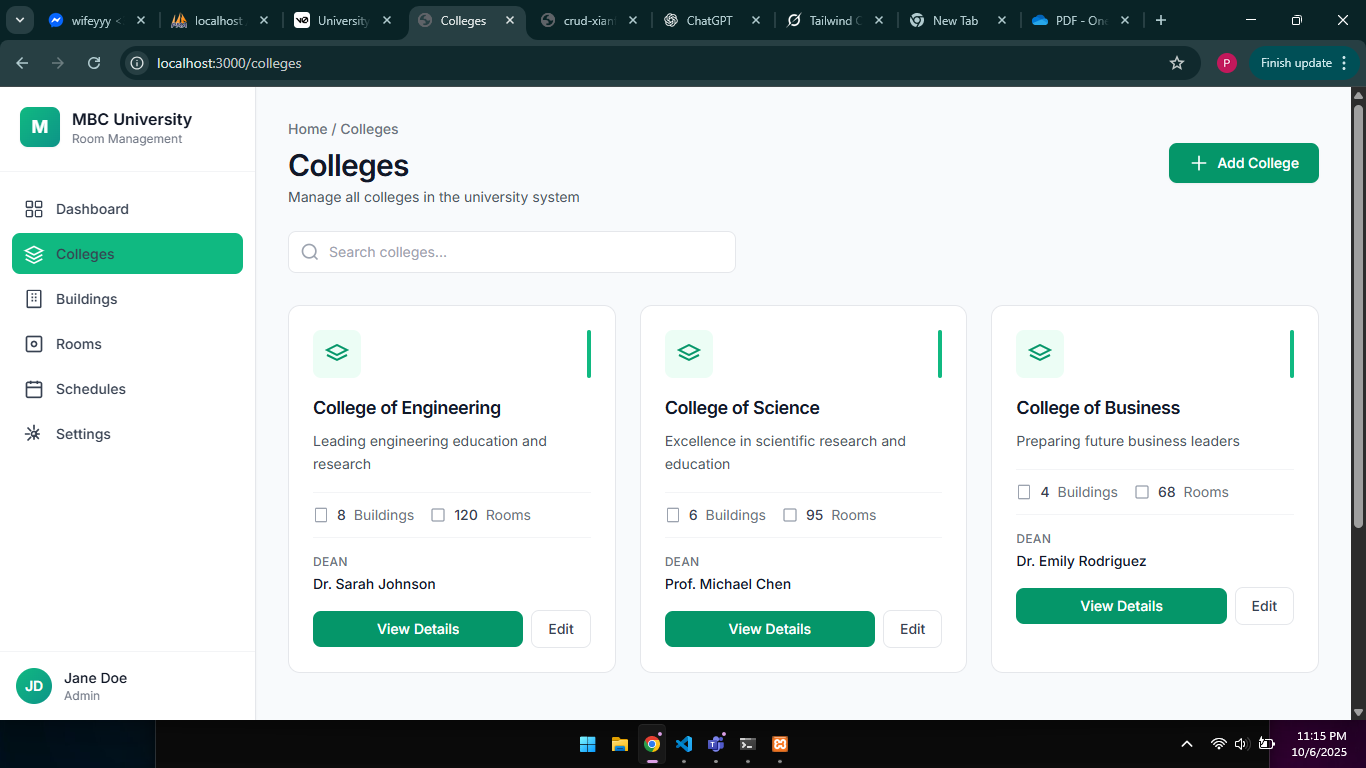 wifeyyy <
localhost
University
Colleges
crud-xian
ChatGPT
Tailwind C
New Tab
PDF - One
localhost:3000/colleges
P
Finish update
M
MBC University
Room Management
Dashboard
Colleges
Buildings
Rooms
Schedules
Settings
JD
Jane Doe
Admin
Home / Colleges
Colleges
Manage all colleges in the university system
Add College
Search colleges...
College of Engineering
Leading engineering education and
research
8 Buildings 120 Rooms
DEAN
Dr. Sarah Johnson
View Details Edit
College of Science
Excellence in scientific research and
education
6 Buildings 95 Rooms
DEAN
Prof. Michael Chen
View Details Edit
College of Business
Preparing future business leaders
4 Buildings 68 Rooms
DEAN
Dr. Emily Rodriguez
View Details Edit
11:15 PM
10/6/2025